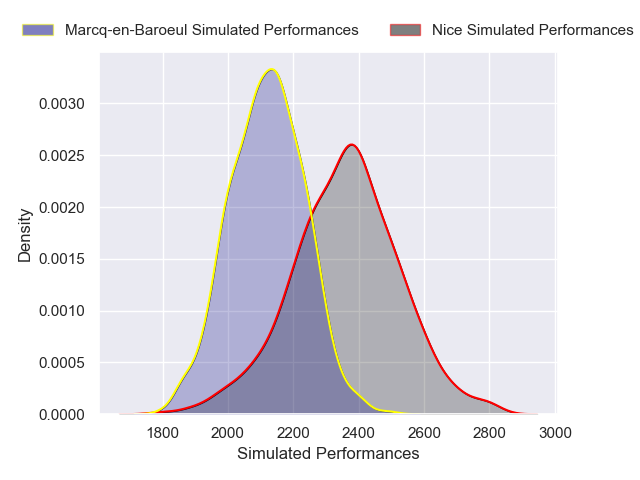 Marcq-en-Baroeul Simulated Performances Nice Simulated Performances
0.0030
0.0025
0.0020
0.0015
0.0010
0.0005
0.0000
Density
1800 2000 2200 2400 2600 2800 3000
Simulated Performances